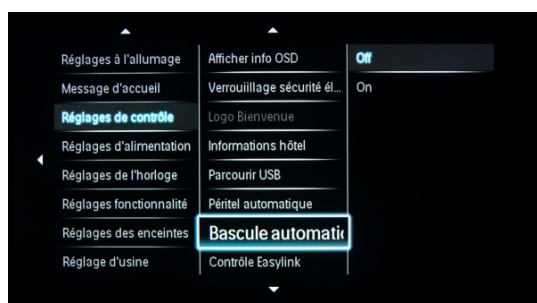 Réglages à l'allumage
Message d'accueil
Réglages de contrôle
Réglages d'alimentation
Réglages de l'horloge
Réglages fonctionnalité
Réglages des enceintes
Réglage d'usine
Afficher info OSD
Verrouiillage sécurité él...
Logo Bienvenue
Informations hôtel
Parcourir USB
Péritel automatique
Bascule automatic
Contrôle Easylink
Off
On